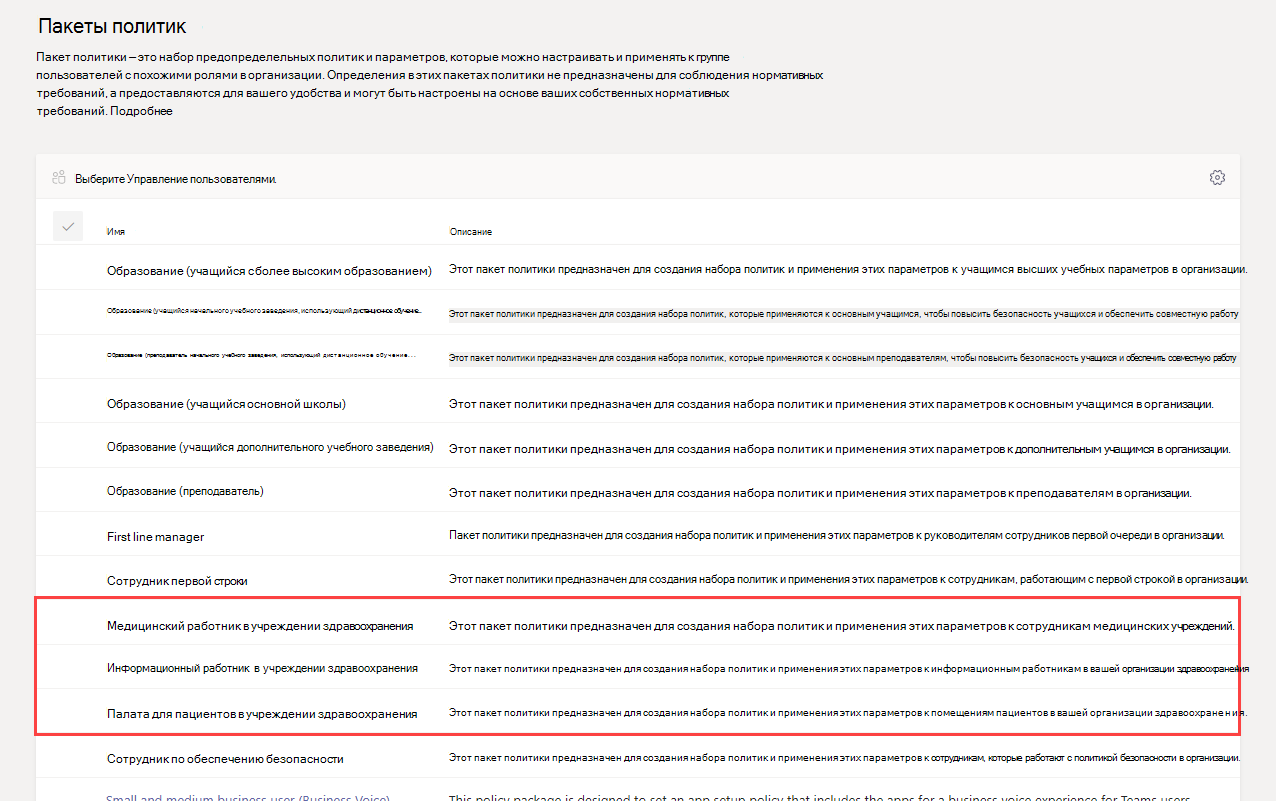 Пакеты политик
Пакет политики – это набор предопределельных политик и параметров, которые можно настраивать и применять к группе
пользователей с похожими ролями в организации. Определения в этих пакетах политики не предназначены для соблюдения нормативных
требований, а предоставляются для вашего удобства и могут быть настроены на основе ваших собственных нормативных
требований. Подробнее
Выберите Управление пользователями.
Имя Описание
Образование (учащийся с более высоким образованием) Этот пакет политики предназначен для создания набора политик и применения этих параметров к учащимся высших учебных параметров в организации.
Образование (учащийся начального учебного заведения, использующий дистанционное обучение... Этот пакет политики предназначен для создания набора политик, которые применяются к основным учащимся, чтобы повысить безопасность учащихся и обеспечить совместную работу
Образование (преподаватель начального учебного заведения, использующий дистанционное обучение... Этот пакет политики предназначен для создания набора политик, которые применяются к основным преподавателям, чтобы повысить безопасность учащихся и обеспечить совместную работу
Образование (учащийся основной школы) Этот пакет политики предназначен для создания набора политик и применения этих параметров к основным учащимся в организации.
Образование (учащийся дополнительного учебного заведения) Этот пакет политики предназначен для создания набора политик и применения этих параметров к дополнительным учащимся в организации.
Образование (преподаватель) Этот пакет политики предназначен для создания набора политик и применения этих параметров к преподавателям в организации.
First line manager Пакет политики предназначен для создания набора политик и применения этих параметров к руководителям сотрудников первой очереди в организации.
Сотрудник первой строки Этот пакет политики предназначен для создания набора политик и применения этих параметров к сотрудникам, работающим с первой строкой в организации.
Медицинский работник в учреждении здравоохранения Этот пакет политики предназначен для создания набора политик и применения этих параметров к сотрудникам медицинских учреждений.
Информационный работник в учреждении здравоохранения Этот пакет политики предназначен для создания набора политик и применения этих параметров к информационным работникам в вашей организации здравоохранения
Палата для пациентов в учреждении здравоохранения Этот пакет политики предназначен для создания набора политик и применения этих параметров к помещениям пациентов в вашей организации здравоохранения.
Сотрудник по обеспечению безопасности Этот пакет политики предназначен для создания набора политик и применения этих параметров к сотрудникам, которые работают с политикой безопасности в организации.
Small and medium business user (Business Voice) This policy package is designed to set an app setup policy that includes the apps for a business voice experience for Teams users